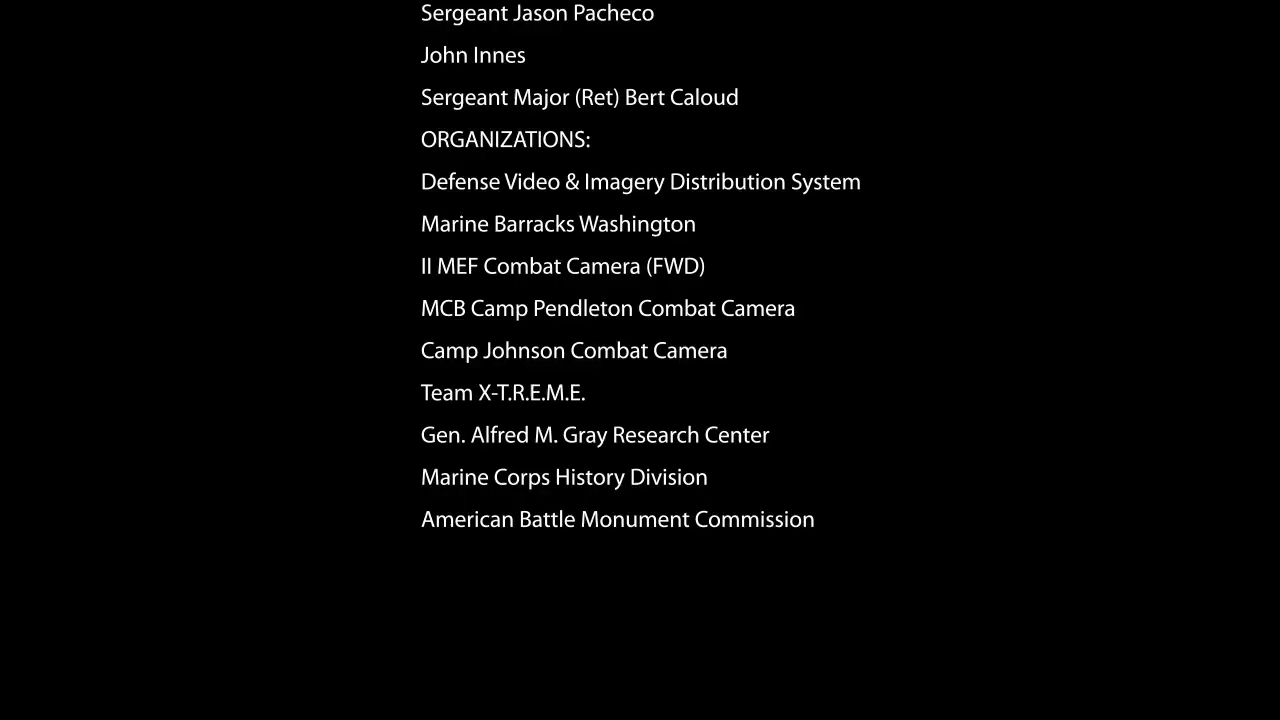 Sergeant Jason Pacheco
John Innes
Sergeant Major (Ret) Bert Caloud
ORGANIZATIONS:
Defense Video & Imagery Distribution System
Marine Barracks Washington
II MEF Combat Camera (FWD)
MCB Camp Pendleton Combat Camera
Camp Johnson Combat Camera
Team X-T.R.E.M.E.
Gen. Alfred M. Gray Research Center
Marine Corps History Division
American Battle Monument Commission